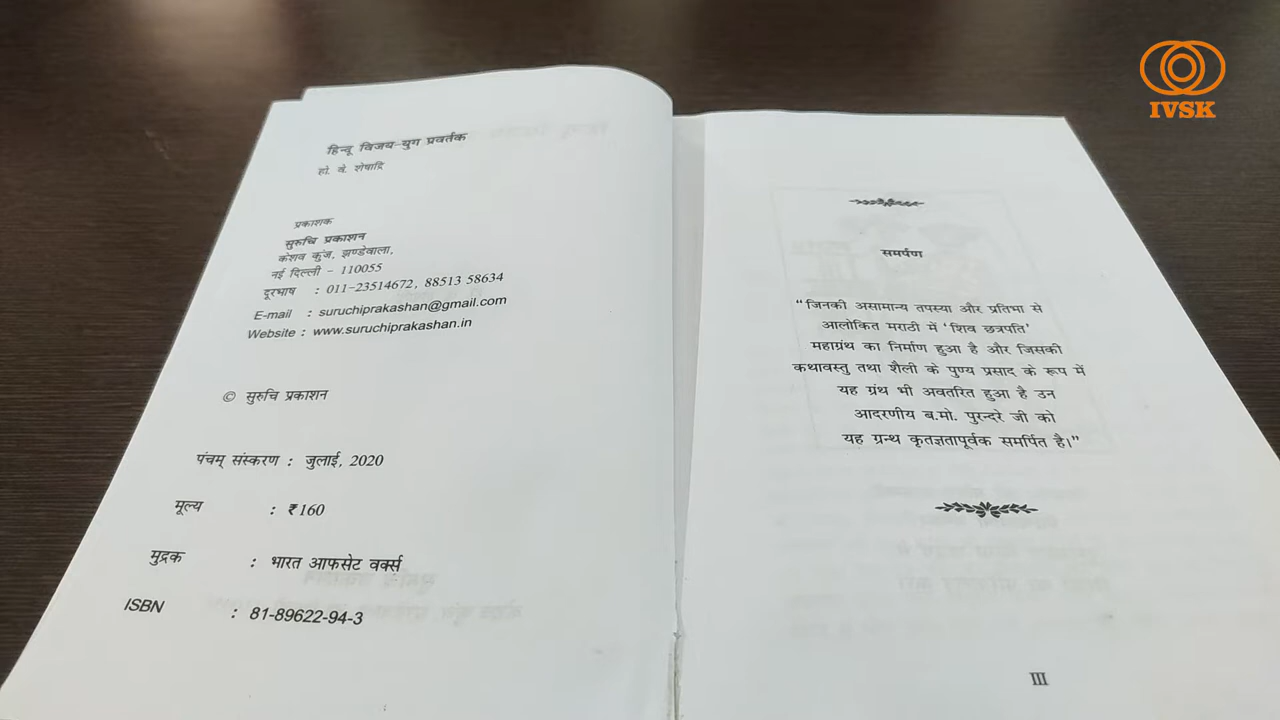 हिन्दू विजय-युग प्रवर्तक
हो. वे. शेषाद्रि
प्रकाशक
सुरुचि प्रकाशन
केशव कुंज, झण्डेवाला,
नई दिल्ली - 110055
दूरभाष : 011-23514672, 88513 58634
E-mail : suruchiprakashan@gmail.com
Website : www.suruchiprakashan.in
© सुरुचि प्रकाशन
पंचम् संस्करण : जुलाई, 2020
मूल्य : ₹160
मुद्रक : भारत आफसेट वर्क्स
ISBN : 81-89622-94-3
समर्पण
“जिनकी असामान्य तपस्या और प्रतिभा से
आलोकित मराठी में 'शिव छत्रपति'
महाग्रंथ का निर्माण हुआ है और जिसकी
कथावस्तु तथा शैली के पुण्य प्रसाद के रूप में
यह ग्रंथ भी अवतरित हुआ है उन
आदरणीय ब.मो. पुरन्दरे जी को
यह ग्रन्थ कृतज्ञतापूर्वक समर्पित है।”
III
IVSK